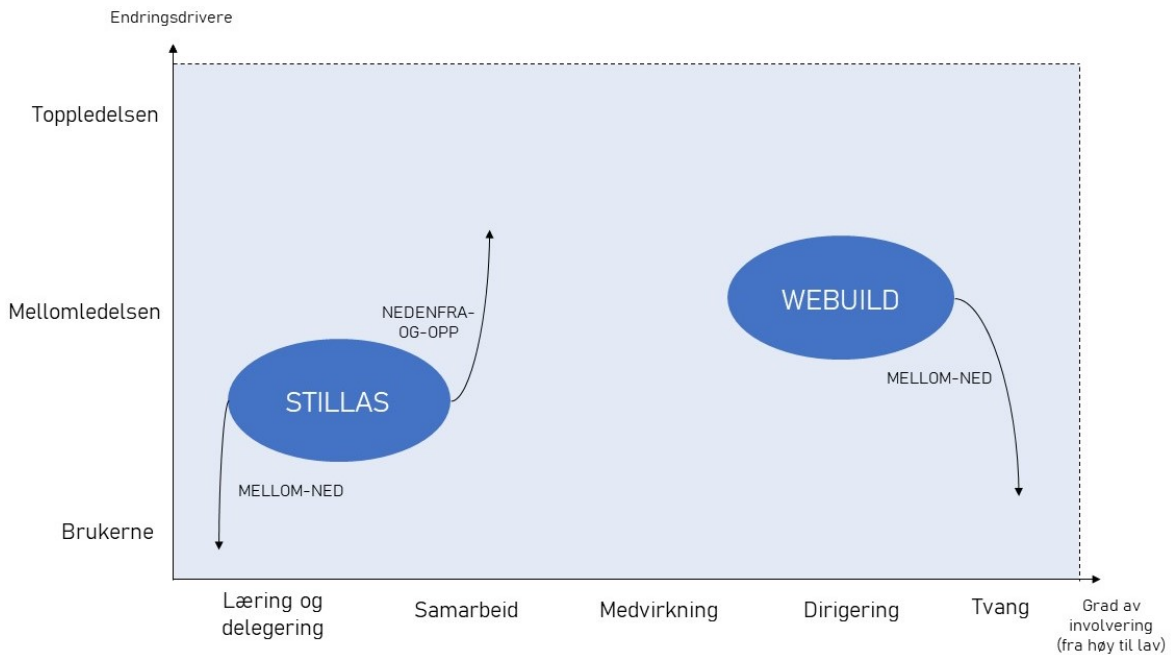 Endringsdrivere
Toppledelsen
Mellomledelsen
Brukerne
NEDENFRA-
OG-OPP
STILLAS
MELLOM-NED
WEBUILD
MELLOM-NED
Læring og
delegering
Samarbeid
Medvirkning
Dirigering
Tvang
Grad av
involvering
(fra høy til lav)